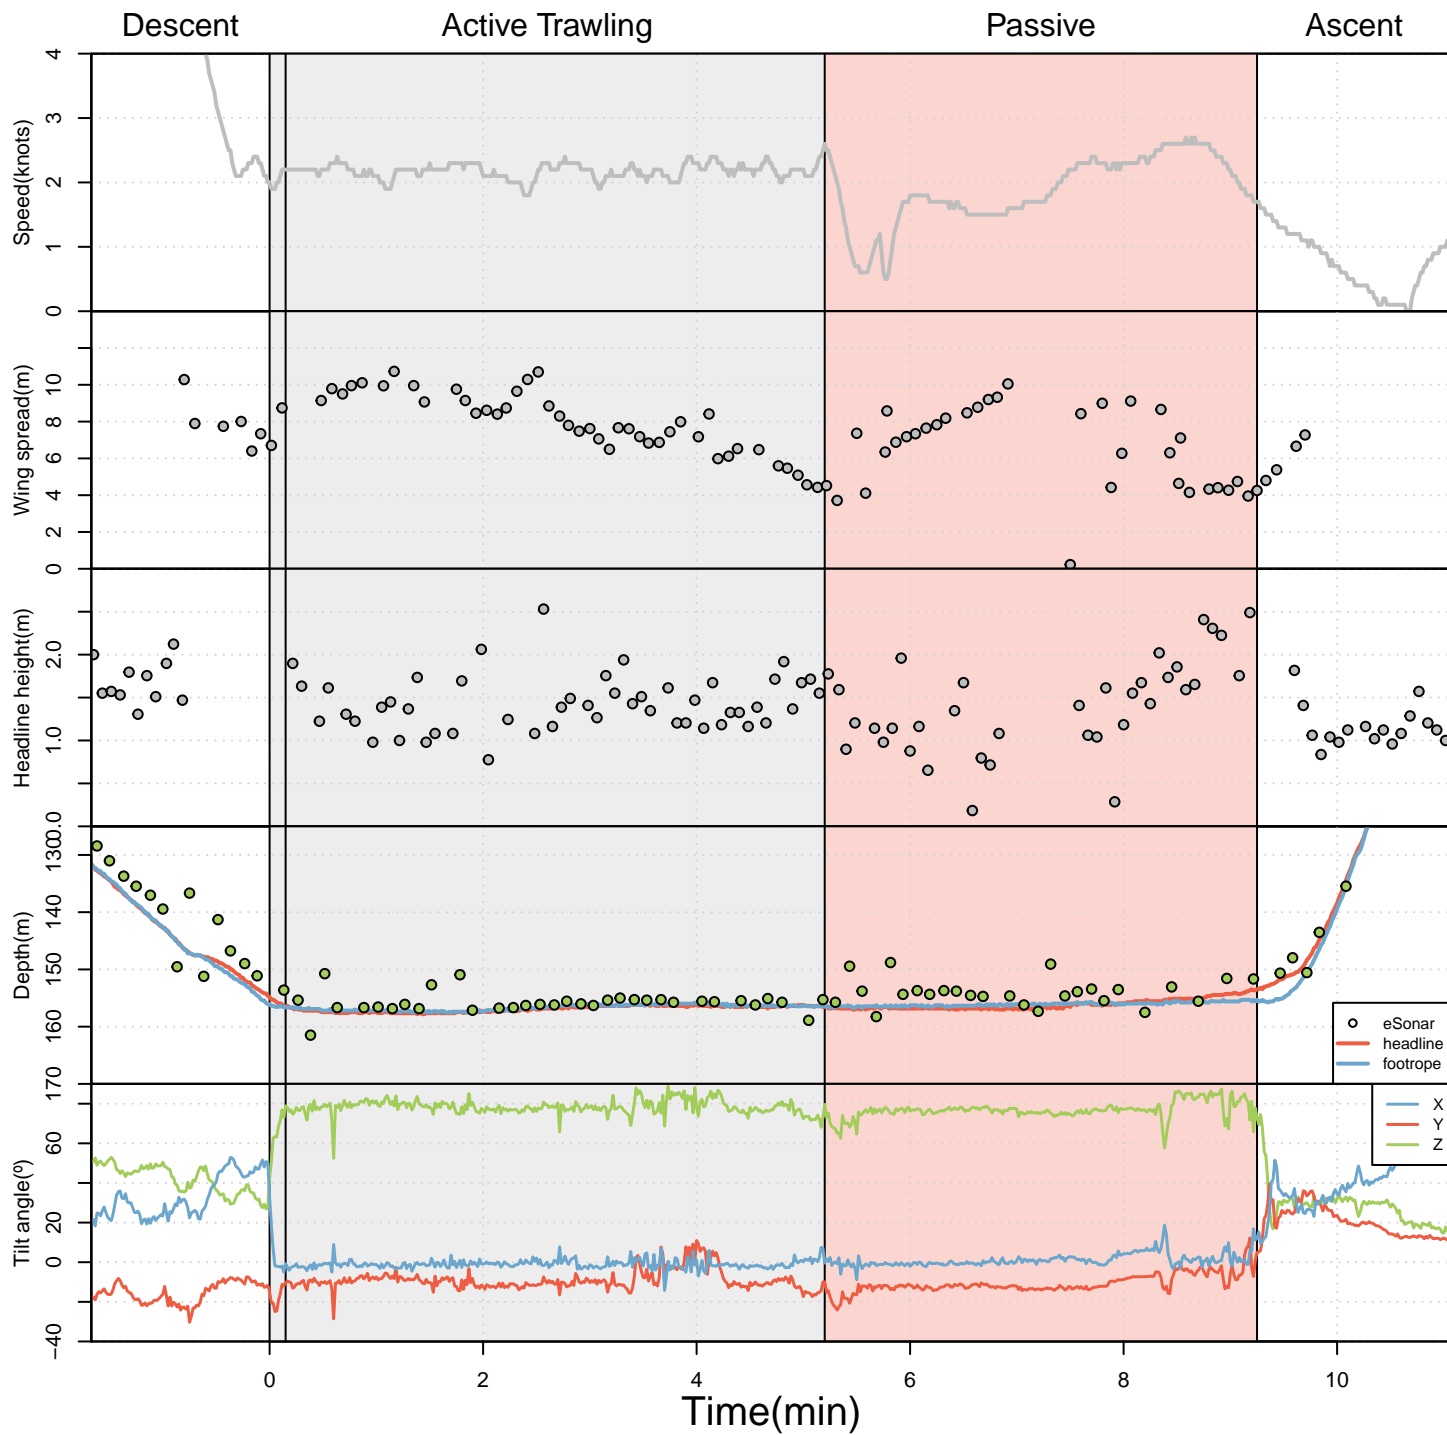 Descent Active Trawling Passive Ascent
Speed(knots)
4
3
2
1
0
Wing spread(m)
10
8
6
4
2
0
Headline height(m)
2.0
1.0
0.0
Depth(m)
130
140
150
160
170
eSonar
headline
footrope
Tilt angle(º)
60
20
0
−40
X
Y
Z
0 2 4 6 8 10
Time(min)